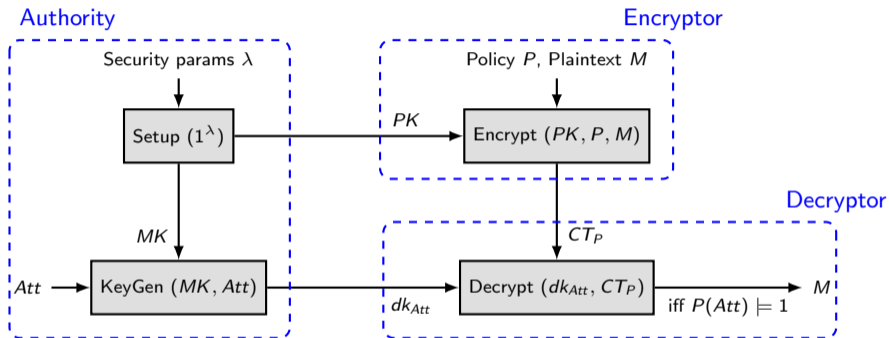 Authority
Encryptor
Security params λ
Policy P, Plaintext M
Setup (1^λ)
PK
Encrypt (PK, P, M)
Decryptor
MK
CT_P
Att
KeyGen (MK, Att)
dk_Att
Decrypt (dk_Att, CT_P)
iff P(Att) ⊨ 1
M